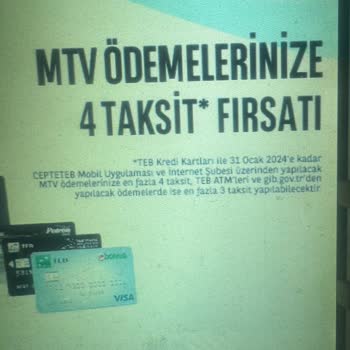 MTV ÖDEMELERİNİZE
4 TAKSİT* FIRSATI
*TEB Kredi Kartları ile 31 Ocak 2024'e kadar
CEPTETEB Mobil Uygulaması ve İnternet Şubesi üzerinden yapılacak
MTV ödemelerinize en fazla 4 taksit, TEB ATM'leri ve gib.gov.tr'den
yapılacak ödemelerde ise en fazla 3 taksit yapılabilecektir.
TEB
bonus
VISA